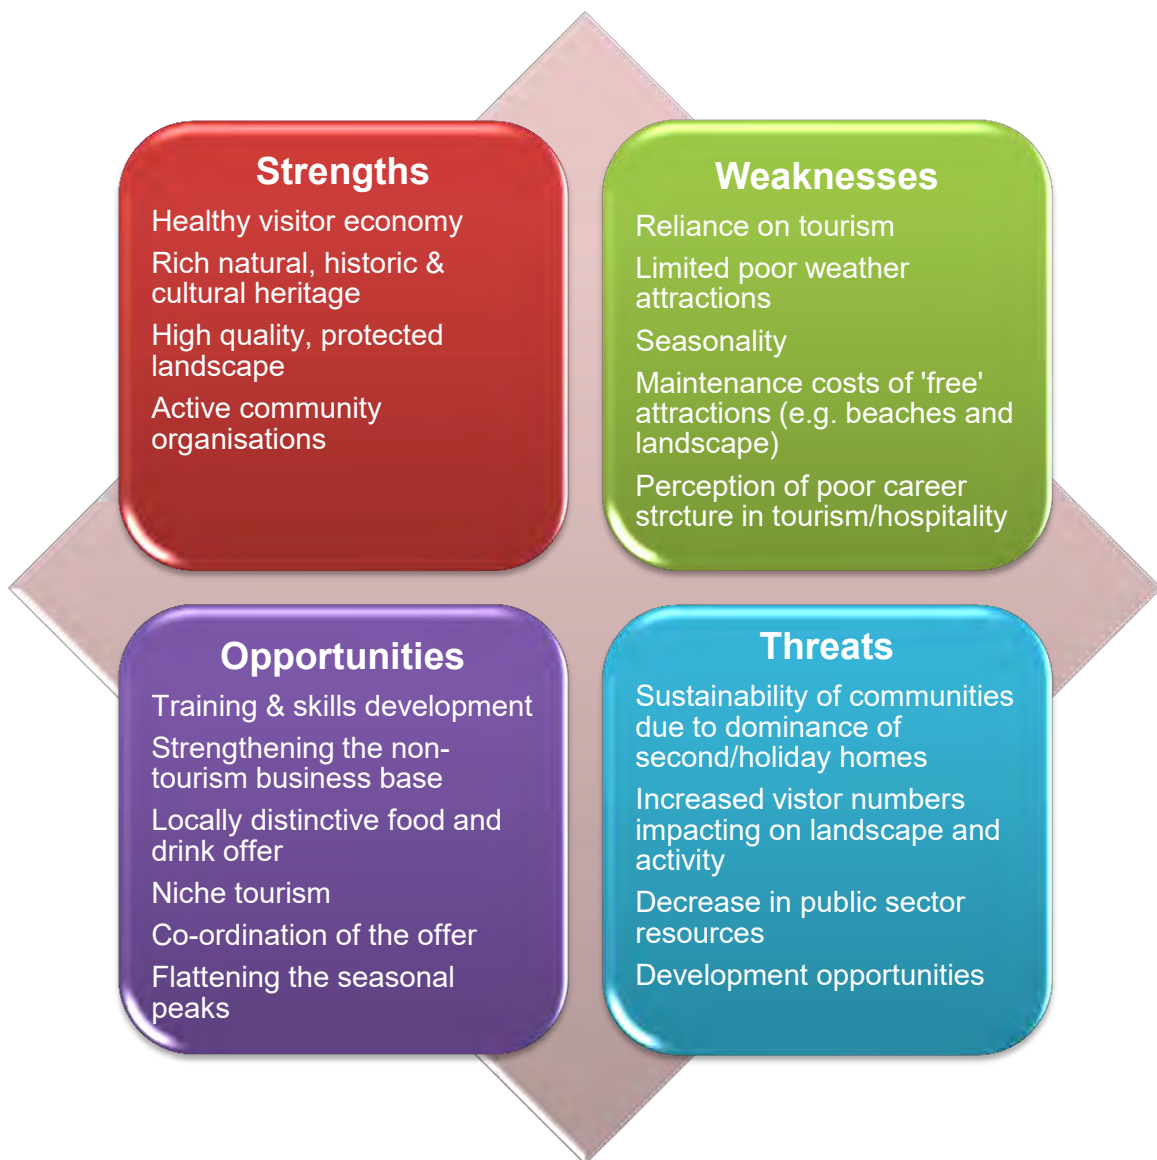 Strengths
Healthy visitor economy
Rich natural, historic &
cultural heritage
High quality, protected
landscape
Active community
organisations
Weaknesses
Reliance on tourism
Limited poor weather
attractions
Seasonality
Maintenance costs of 'free'
attractions (e.g. beaches and
landscape)
Perception of poor career
strcture in tourism/hospitality
Opportunities
Training & skills development
Strengthening the non-
tourism business base
Locally distinctive food and
drink offer
Niche tourism
Co-ordination of the offer
Flattening the seasonal
peaks
Threats
Sustainability of communities
due to dominance of
second/holiday homes
Increased vistor numbers
impacting on landscape and
activity
Decrease in public sector
resources
Development opportunities